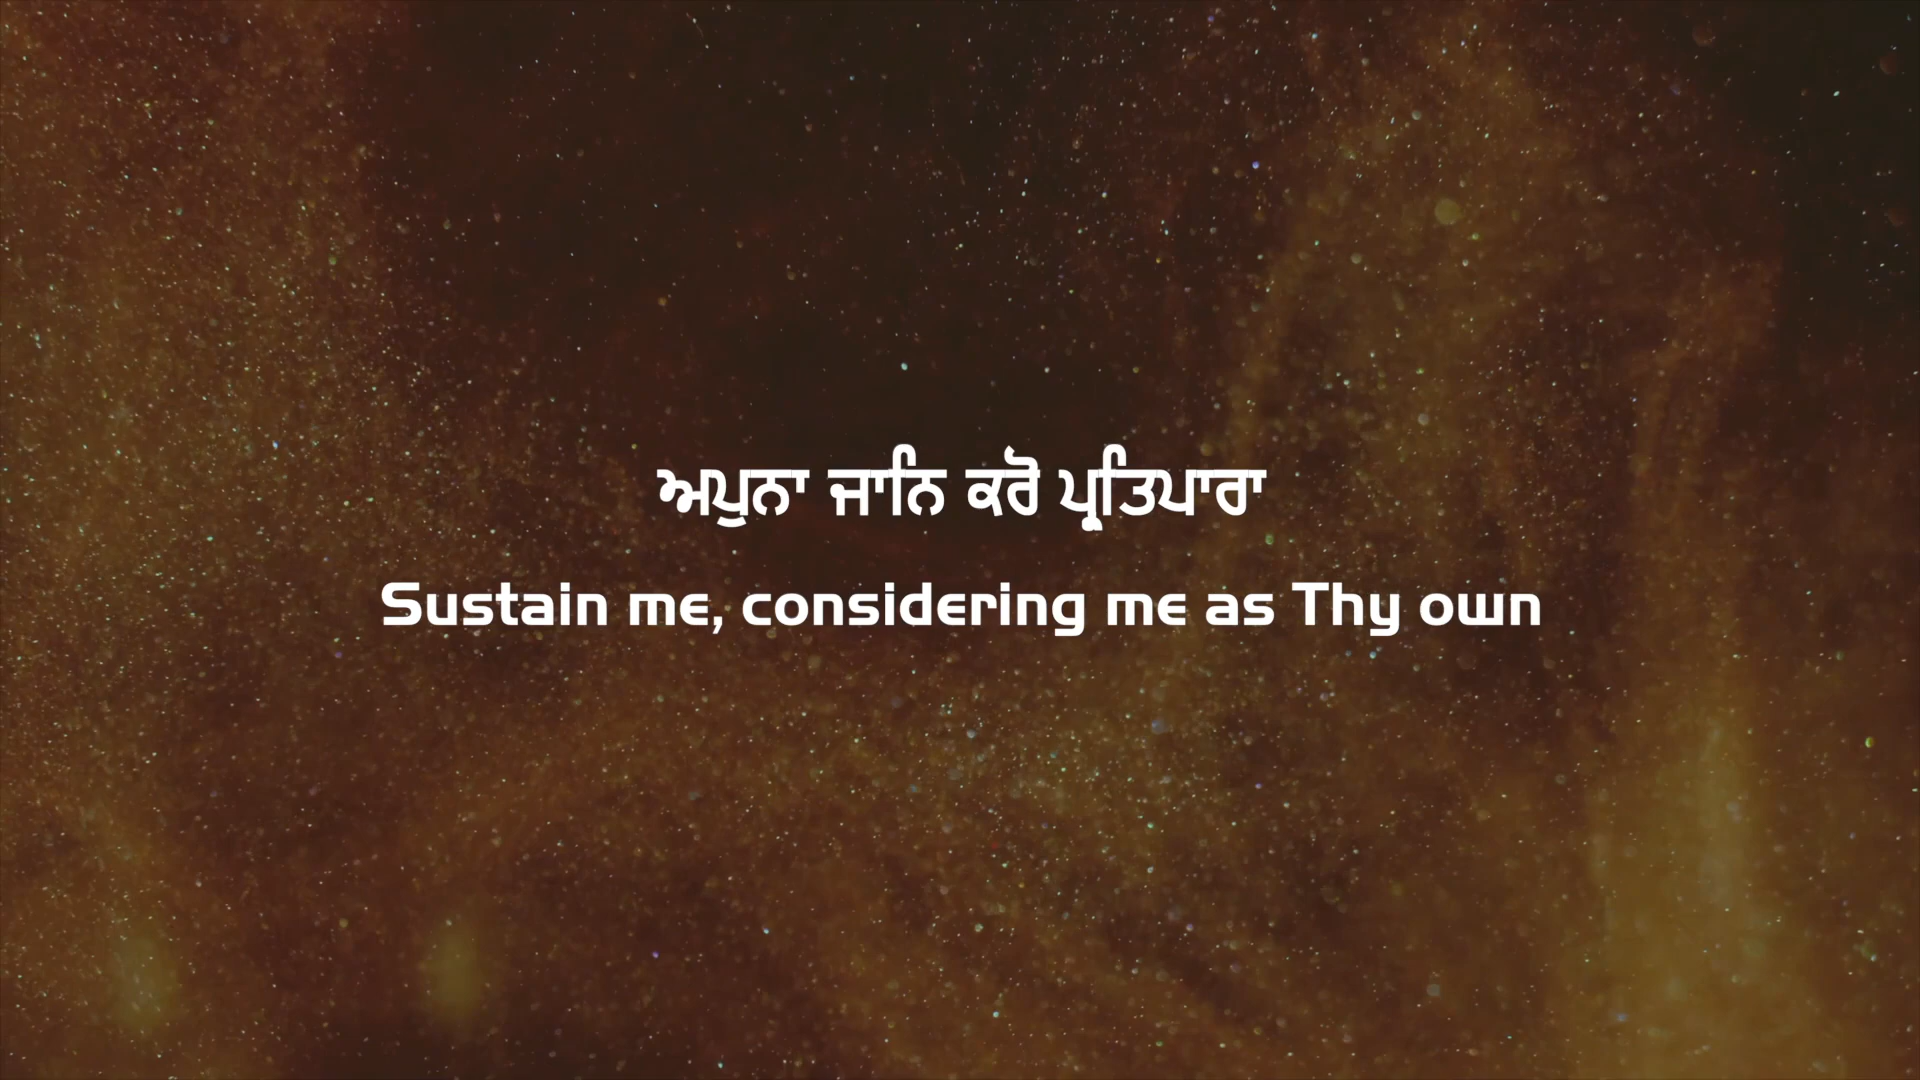 ਅਪੁਨਾ ਜਾਨਿ ਕਰੋ ਪ੍ਰਤਿਪਾਰਾ
Sustain me, considering me as Thy own